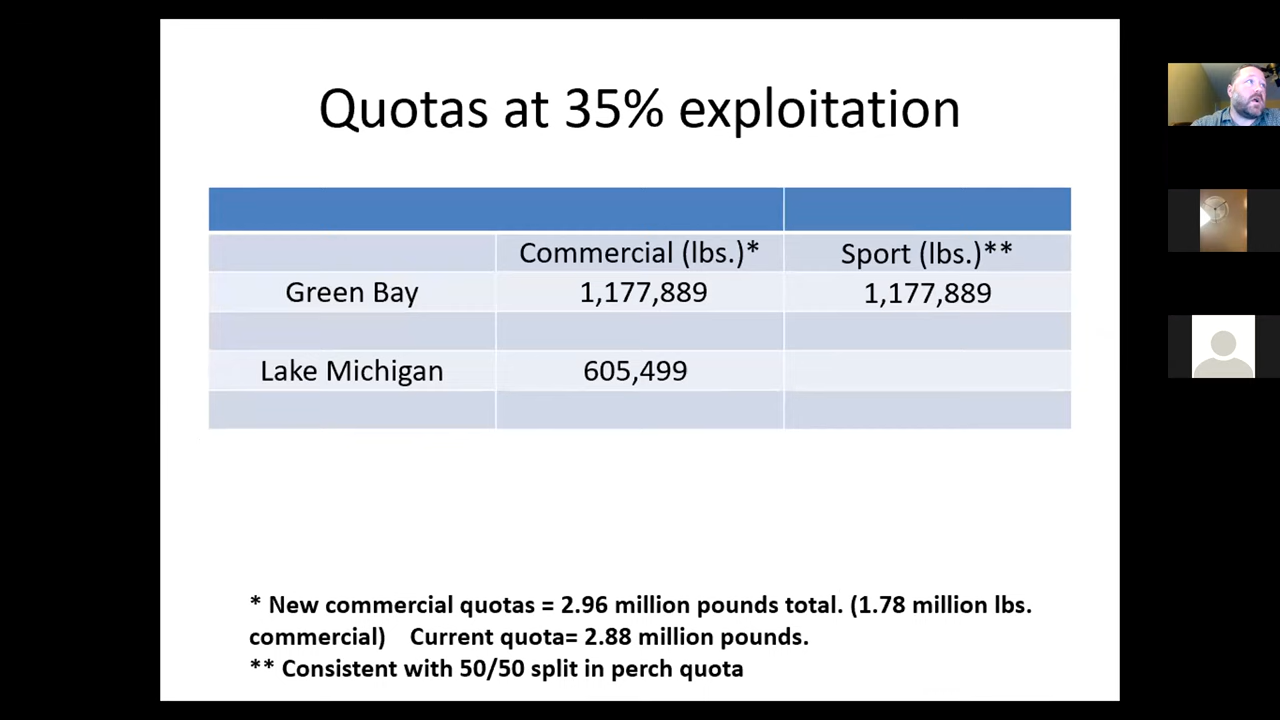 Quotas at 35% exploitation
Commercial (lbs.)* Sport (lbs.)**
Green Bay 1,177,889 1,177,889
Lake Michigan 605,499
* New commercial quotas = 2.96 million pounds total. (1.78 million lbs.
commercial) Current quota= 2.88 million pounds.
** Consistent with 50/50 split in perch quota